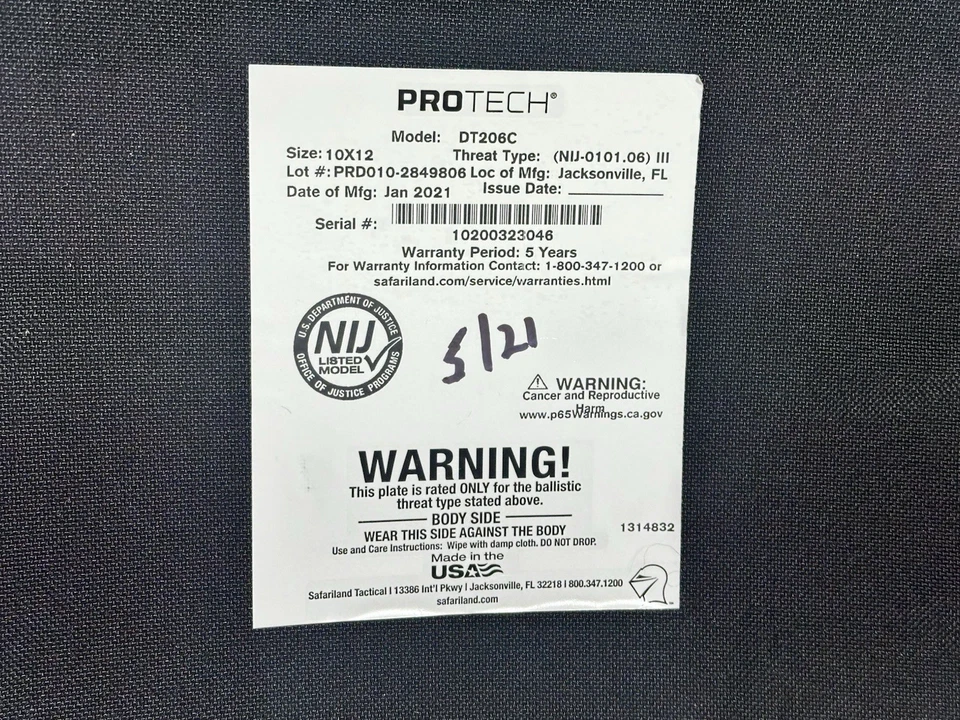 PROTECH®
Model: DT206C
Size: 10X12 Threat Type: (NIJ-0101.06) III
Lot #: PRD010-2849806 Loc of Mfg: Jacksonville, FL
Date of Mfg: Jan 2021 Issue Date: ____________
Serial #:
10200323046
Warranty Period: 5 Years
For Warranty Information Contact: 1-800-347-1200 or
safariland.com/service/warranties.html
U.S. DEPARTMENT OF JUSTICE
NIJ
LISTED
MODEL
OFFICE OF JUSTICE PROGRAMS
5/21
WARNING:
Cancer and Reproductive
Harm
www.p65Warnings.ca.gov
WARNING!
This plate is rated ONLY for the ballistic
threat type stated above.
BODY SIDE
WEAR THIS SIDE AGAINST THE BODY
Use and Care Instructions: Wipe with damp cloth. DO NOT DROP.
1314832
Made in the
USA
Safariland Tactical | 13386 Int'l Pkwy | Jacksonville, FL 32218 | 800.347.1200
safariland.com